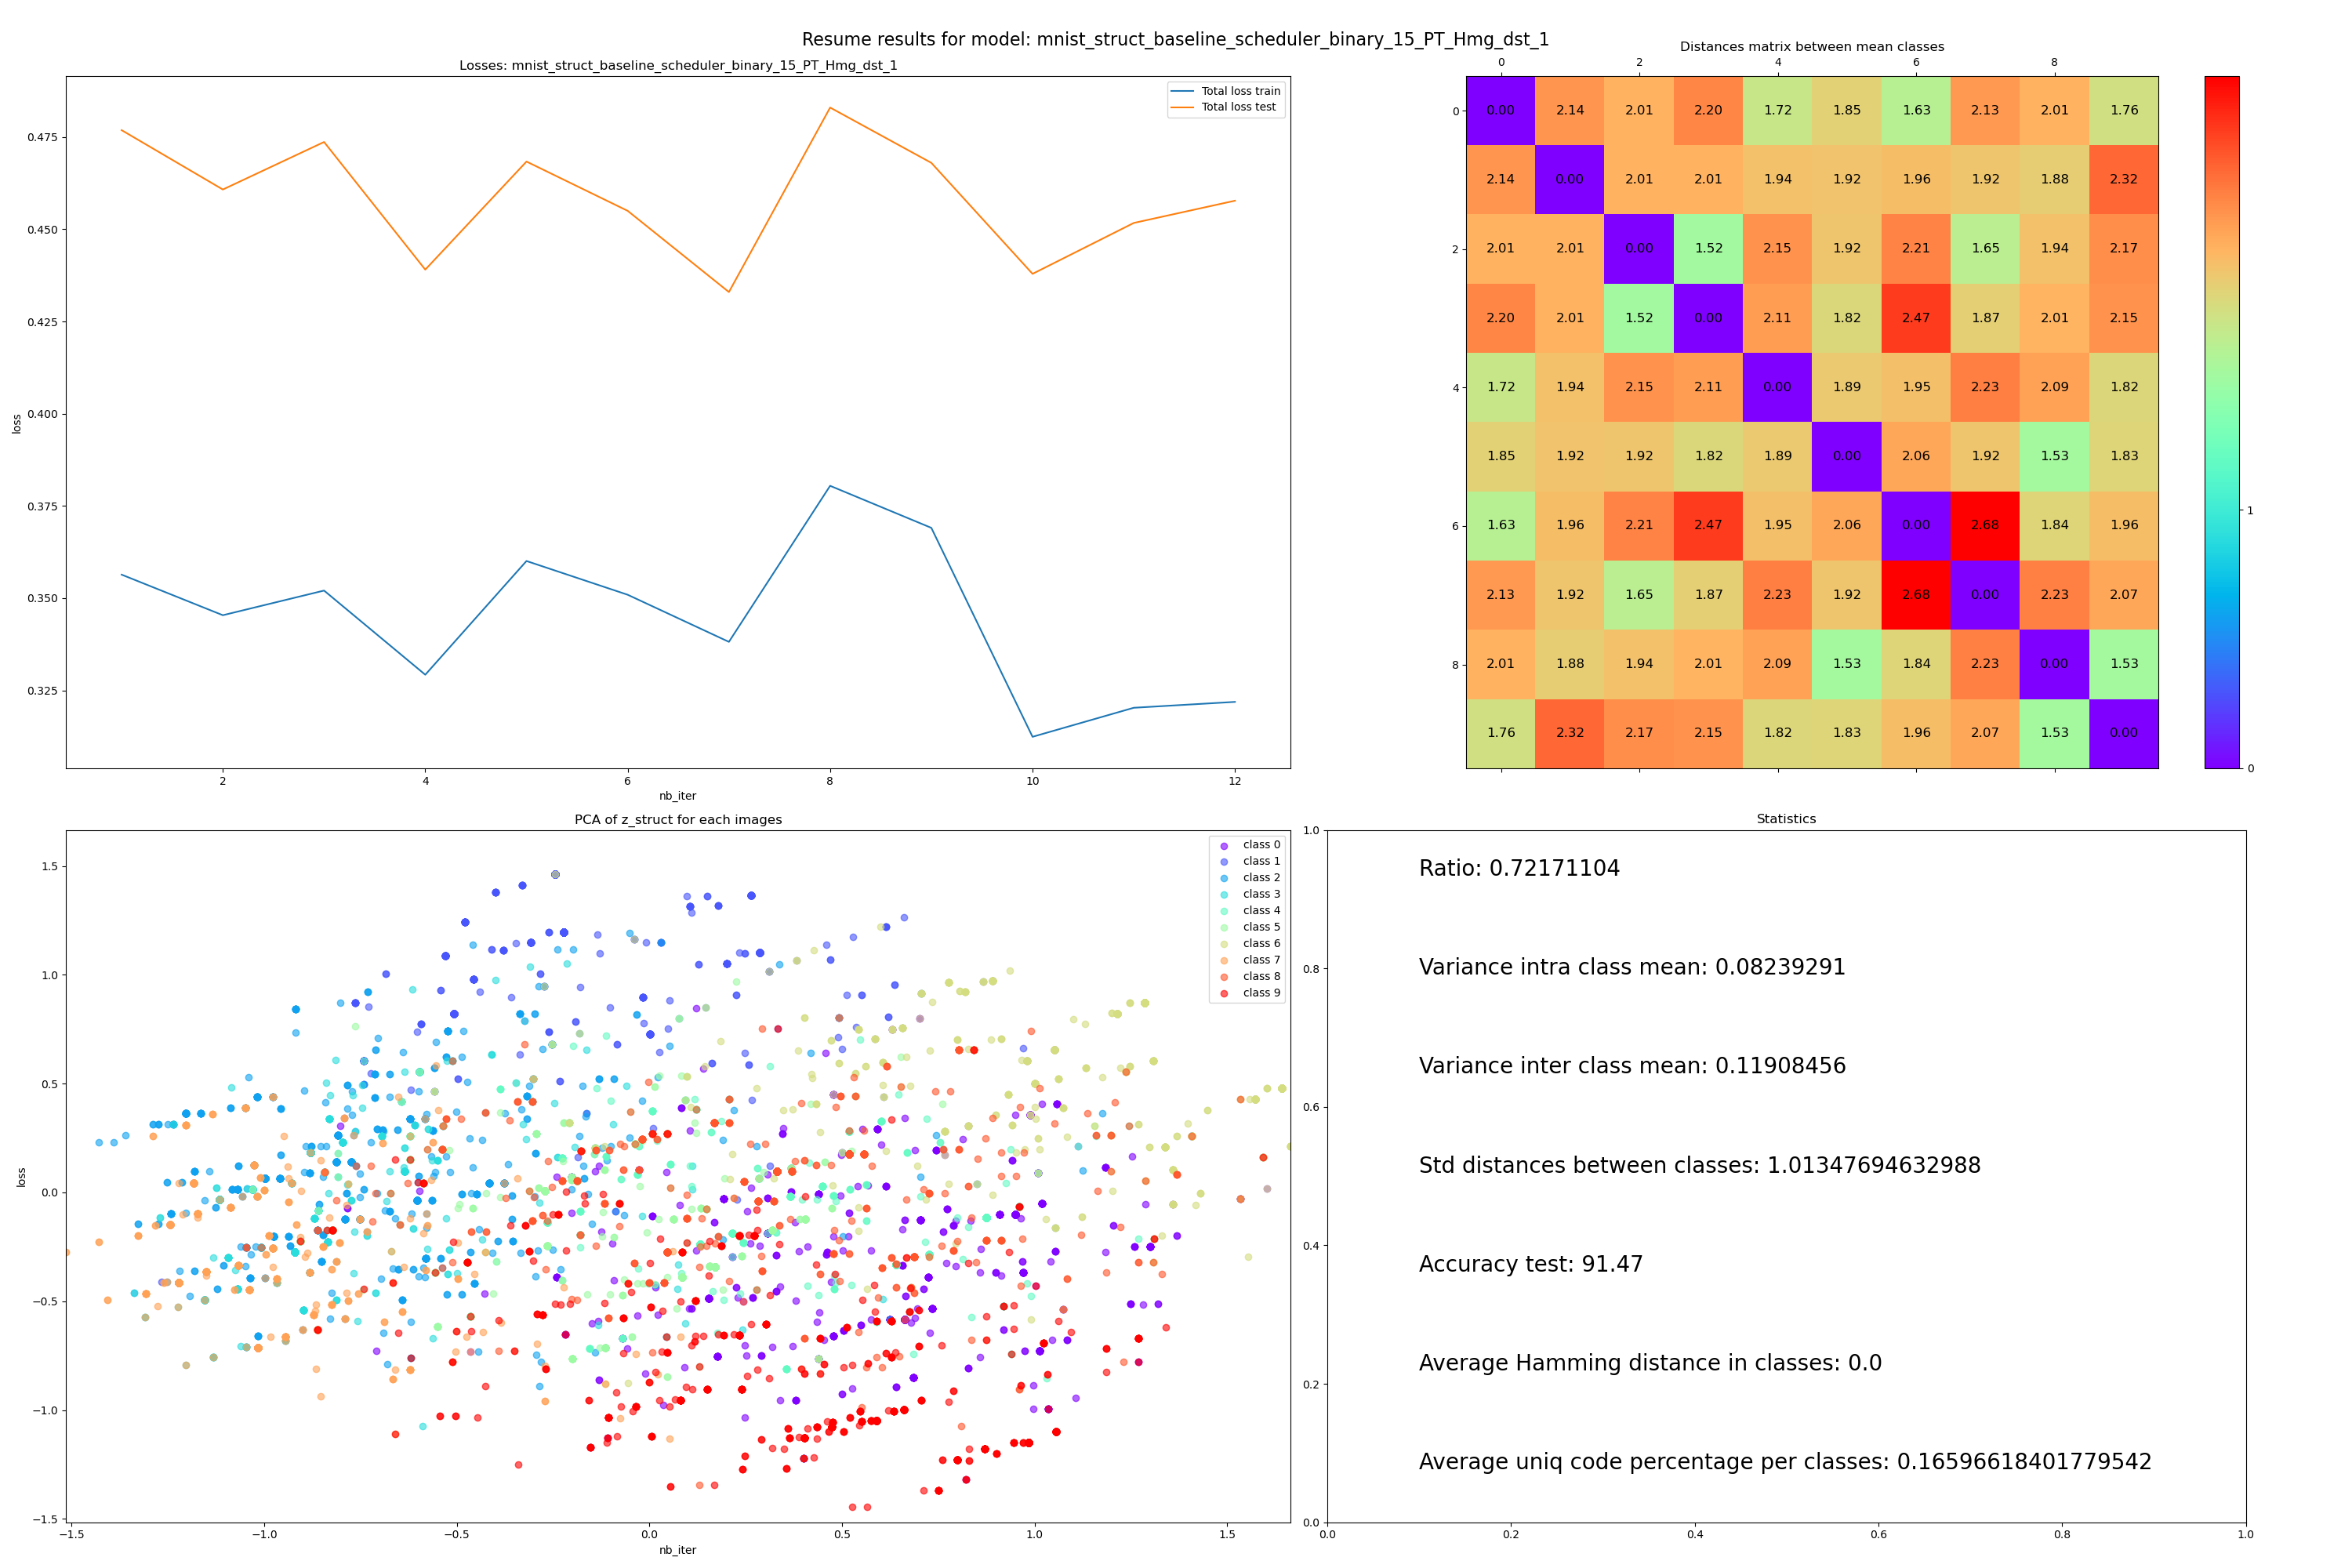 Resume results for model: mnist_struct_baseline_scheduler_binary_15_PT_Hmg_dst_1
Losses: mnist_struct_baseline_scheduler_binary_15_PT_Hmg_dst_1
Total loss train
Total loss test
0.475
0.450
0.425
0.400
0.375
0.350
0.325
loss
2 4 6 8 10 12
nb_iter
Distances matrix between mean classes
0 2 4 6 8
0
2
4
6
8
0.00 2.14 2.01 2.20 1.72 1.85 1.63 2.13 2.01 1.76
2.14 0.00 2.01 2.01 1.94 1.92 1.96 1.92 1.88 2.32
2.01 2.01 0.00 1.52 2.15 1.92 2.21 1.65 1.94 2.17
2.20 2.01 1.52 0.00 2.11 1.82 2.47 1.87 2.01 2.15
1.72 1.94 2.15 2.11 0.00 1.89 1.95 2.23 2.09 1.82
1.85 1.92 1.92 1.82 1.89 0.00 2.06 1.92 1.53 1.83
1.63 1.96 2.21 2.47 1.95 2.06 0.00 2.68 1.84 1.96
2.13 1.92 1.65 1.87 2.23 1.92 2.68 0.00 2.23 2.07
2.01 1.88 1.94 2.01 2.09 1.53 1.84 2.23 0.00 1.53
1.76 2.32 2.17 2.15 1.82 1.83 1.96 2.07 1.53 0.00
1
0
PCA of z_struct for each images
class 0
class 1
class 2
class 3
class 4
class 5
class 6
class 7
class 8
class 9
1.5
1.0
0.5
0.0
−0.5
−1.0
−1.5
loss
−1.5 −1.0 −0.5 0.0 0.5 1.0 1.5
nb_iter
Statistics
1.0
0.8
0.6
0.4
0.2
0.0
Ratio: 0.72171104
Variance intra class mean: 0.08239291
Variance inter class mean: 0.11908456
Std distances between classes: 1.01347694632988
Accuracy test: 91.47
Average Hamming distance in classes: 0.0
Average uniq code percentage per classes: 0.16596618401779542
0.0 0.2 0.4 0.6 0.8 1.0